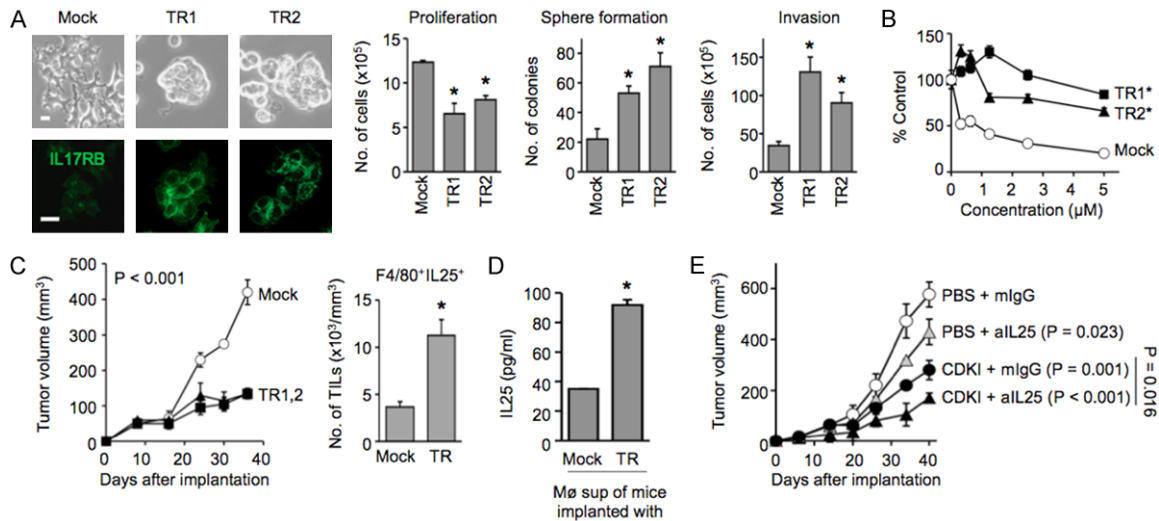 A
Mock
TR1
TR2
IL17RB
Proliferation
No. of cells (x10⁵)
15
10
5
0
Mock
TR1
TR2
*
*
Sphere formation
No. of colonies
80
60
40
20
0
Mock
TR1
TR2
*
*
Invasion
No. of cells (x10⁵)
150
100
50
0
Mock
TR1
TR2
*
*
B
% Control
150
100
50
0
0
1
2
3
4
5
Concentration (µM)
TR1*
TR2*
Mock
C
Tumor volume (mm³)
500
400
300
200
100
0
P < 0.001
Mock
TR1,2
0
10
20
30
40
Days after implantation
F4/80⁺IL25⁺
No. of TILs (x10³/mm³)
15
10
5
0
*
Mock
TR
D
IL25 (pg/ml)
100
80
60
40
20
0
*
Mock
TR
Mø sup of mice
implanted with
E
Tumor volume (mm³)
600
400
200
0
0
10
20
30
40
Days after implantation
PBS + mIgG
PBS + aIL25 (P = 0.023)
CDKI + mIgG (P = 0.001)
CDKI + aIL25 (P < 0.001)
P = 0.016